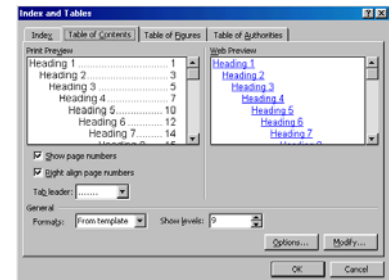 Index and Tables
Index Table of Contents Table of Figures Table of Authorities
Print Preview
Heading 1 ................... 1
Heading 2 ................ 3
Heading 3 ............. 5
Heading 4 .......... 7
Heading 5 ........ 10
Heading 6 ...... 12
Heading 7 ..... 14
Web Preview
Heading 1
Heading 2
Heading 3
Heading 4
Heading 5
Heading 6
Heading 7
Show page numbers
Right align page numbers
Tab leader: .......
General
Formats: From template Show levels: 9
Options... Modify...
OK Cancel